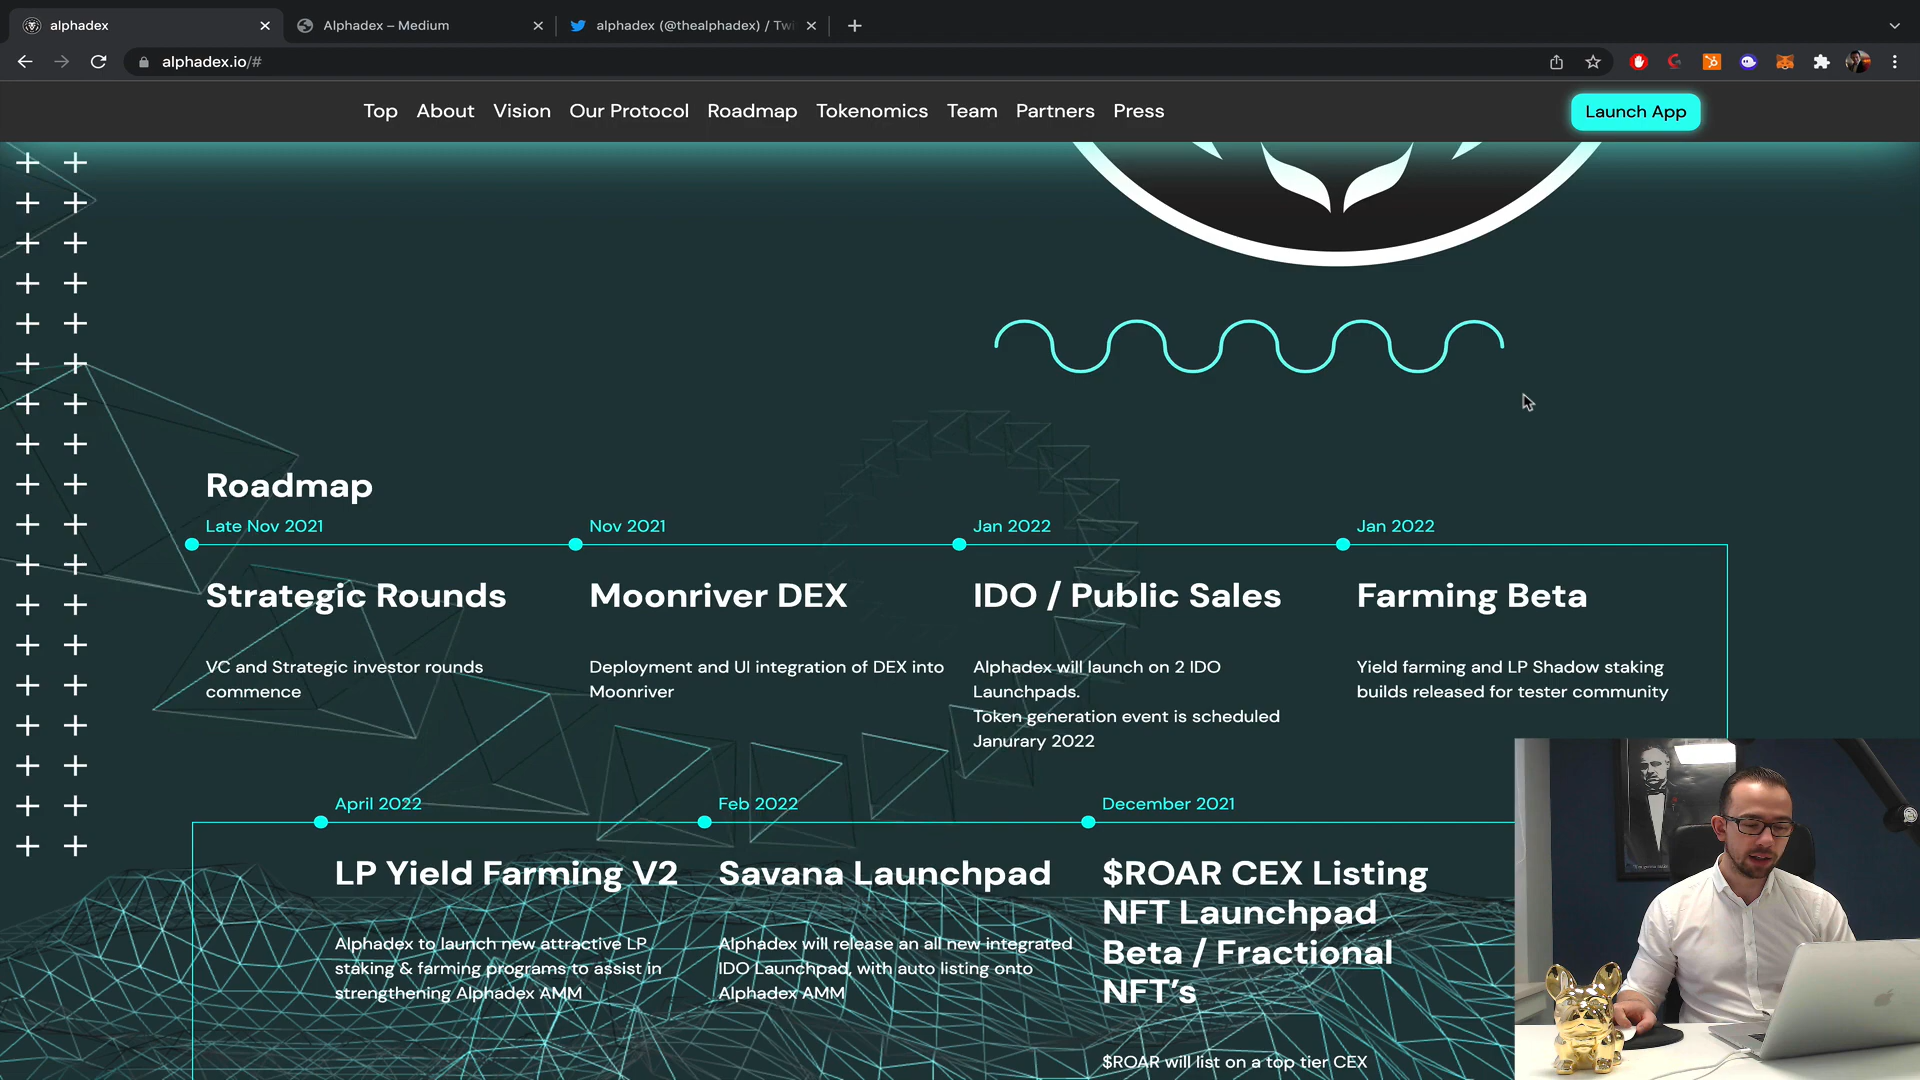 alphadex
Alphadex – Medium
alphadex (@thealphadex) / Twi
alphadex.io/#
Top About Vision Our Protocol Roadmap Tokenomics Team Partners Press
Launch App
Roadmap
Late Nov 2021
Nov 2021
Jan 2022
Jan 2022
Strategic Rounds
Moonriver DEX
IDO / Public Sales
Farming Beta
VC and Strategic investor rounds
commence
Deployment and UI integration of DEX into
Moonriver
Alphadex will launch on 2 IDO
Launchpads.
Token generation event is scheduled
Janurary 2022
Yield farming and LP Shadow staking
builds released for tester community
April 2022
Feb 2022
December 2021
LP Yield Farming V2
Savana Launchpad
$ROAR CEX Listing
NFT Launchpad
Beta / Fractional
NFT's
Alphadex to launch new attractive LP
staking & farming programs to assist in
strengthening Alphadex AMM
Alphadex will release an all new integrated
IDO Launchpad, with auto listing onto
Alphadex AMM
$ROAR will list on a top tier CEX